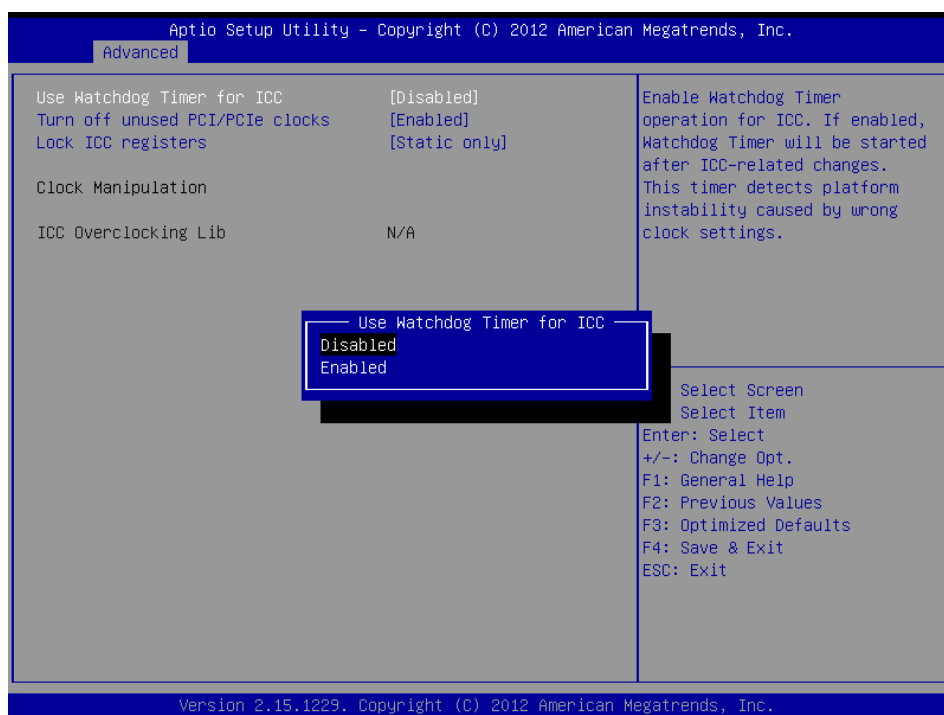 Aptio Setup Utility – Copyright (C) 2012 American Megatrends, Inc.
Advanced
Use Watchdog Timer for ICC [Disabled]
Turn off unused PCI/PCIe clocks [Enabled]
Lock ICC registers [Static only]
Clock Manipulation
ICC Overclocking Lib N/A
Enable Watchdog Timer
operation for ICC. If enabled,
Watchdog Timer will be started
after ICC-related changes.
This timer detects platform
instability caused by wrong
clock settings.
Use Watchdog Timer for ICC
Disabled
Enabled
Select Screen
Select Item
Enter: Select
+/-: Change Opt.
F1: General Help
F2: Previous Values
F3: Optimized Defaults
F4: Save & Exit
ESC: Exit
Version 2.15.1229. Copyright (C) 2012 American Megatrends, Inc.